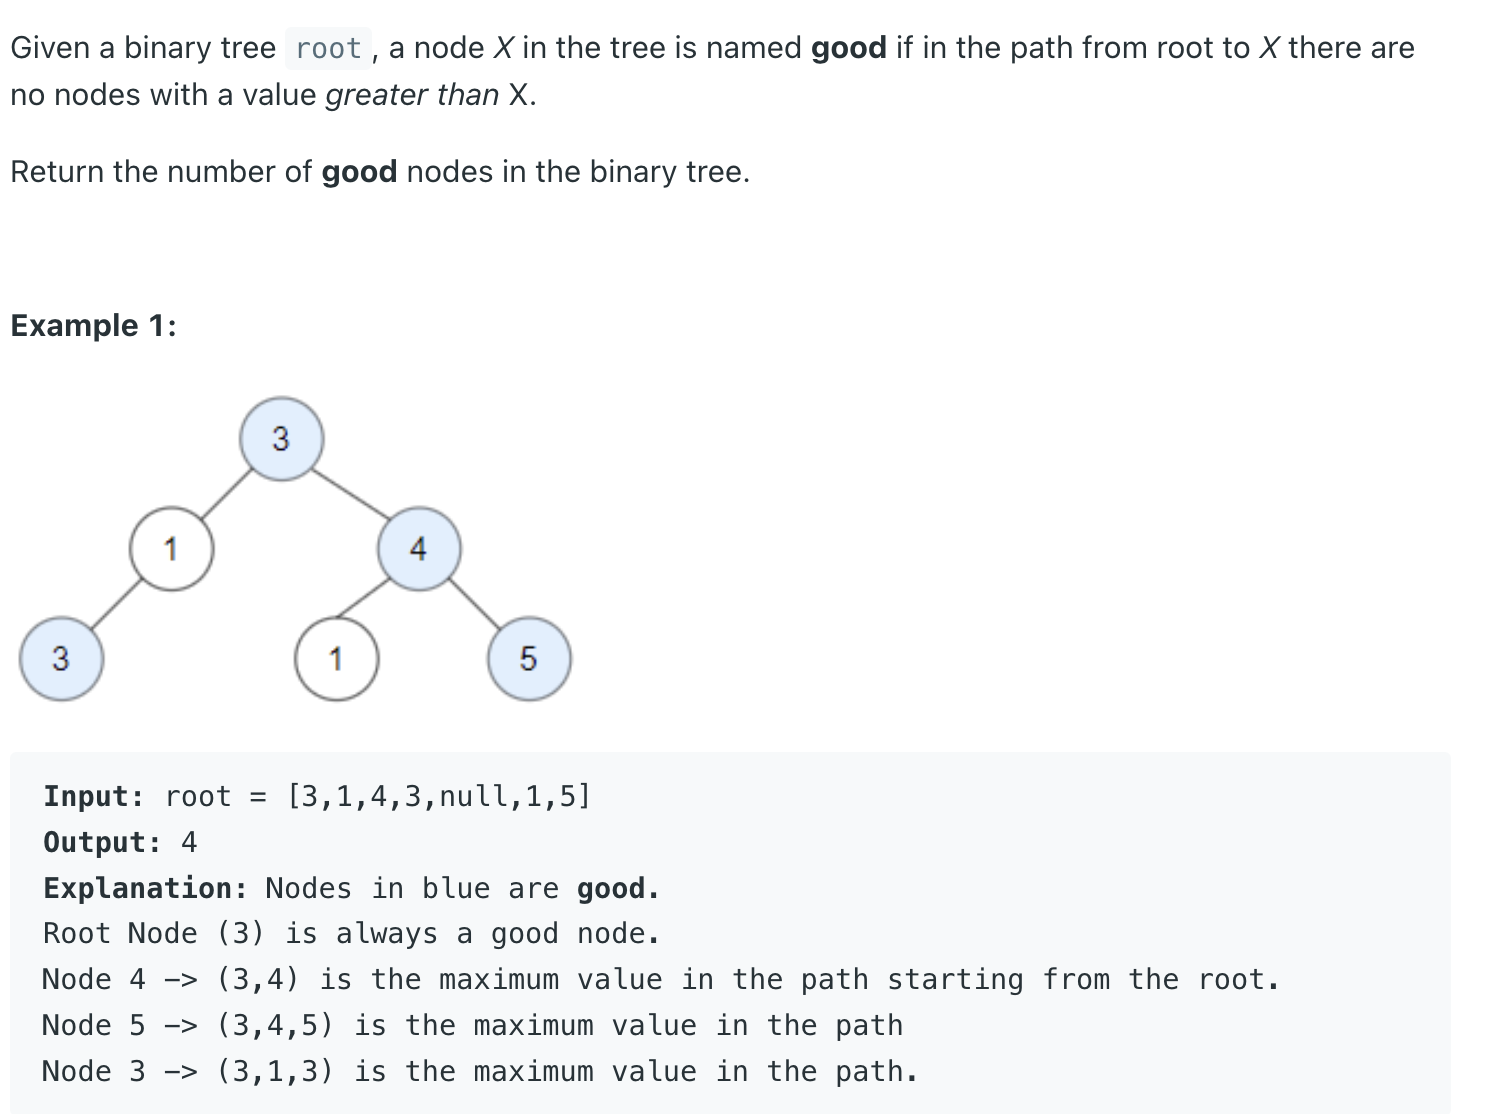 Given a binary tree root, a node X in the tree is named good if in the path from root to X there are
no nodes with a value greater than X.
Return the number of good nodes in the binary tree.
Example 1:
3
1 4
3 1 5
Input: root = [3,1,4,3,null,1,5]
Output: 4
Explanation: Nodes in blue are good.
Root Node (3) is always a good node.
Node 4 -> (3,4) is the maximum value in the path starting from the root.
Node 5 -> (3,4,5) is the maximum value in the path
Node 3 -> (3,1,3) is the maximum value in the path.